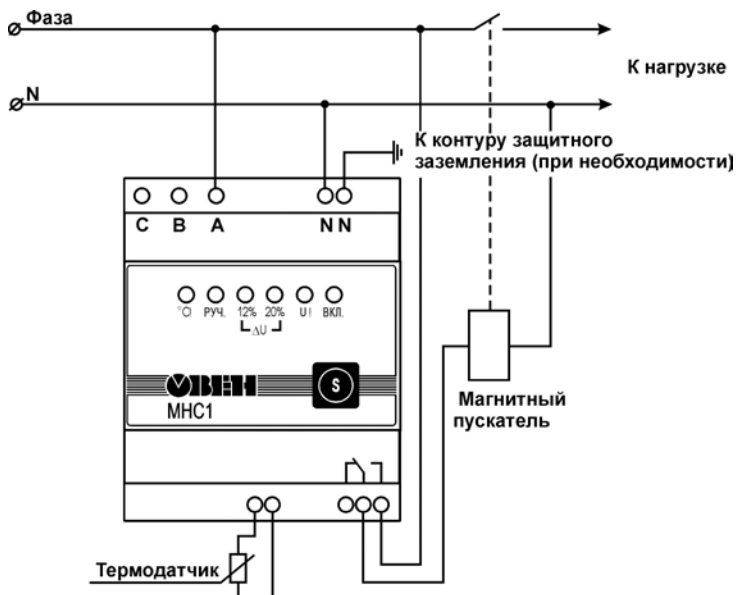 Фаза
К нагрузке
N
К контуру защитного
заземления (при необходимости)
C B A N N
°C! РУЧ. 12% 20% U ! ВКЛ.
ΔU
ОВЕН
S
МНС1
Магнитный
пускатель
Термодатчик